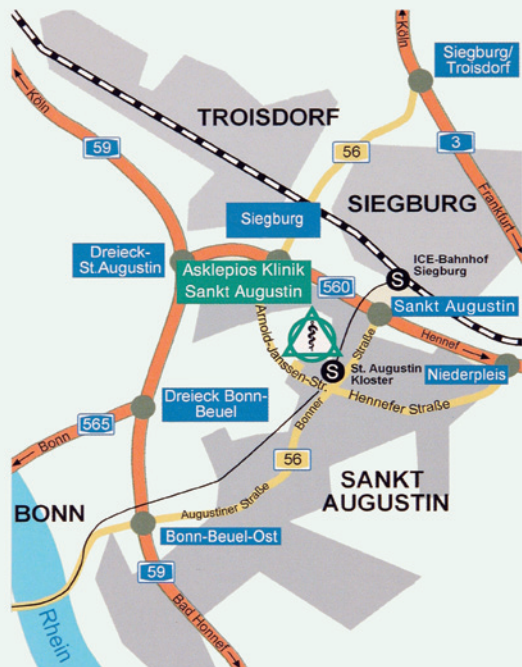 Köln
Köln
Siegburg/
Troisdorf
TROISDORF
59
56
3
Frankfurt
SIEGBURG
Siegburg
ICE-Bahnhof
Siegburg
S
Dreieck-
St.Augustin
Asklepios Klinik
Sankt Augustin
560
Sankt Augustin
Hennef
Arnold-Janssen-Str.
Bonner Straße
S
St. Augustin
Kloster
Niederpleis
Hennefer Straße
Dreieck Bonn-
Beuel
565
Bonn
56
SANKT
AUGUSTIN
BONN
Augustiner Straße
Bonn-Beuel-Ost
59
Bad Honnef
Rhein